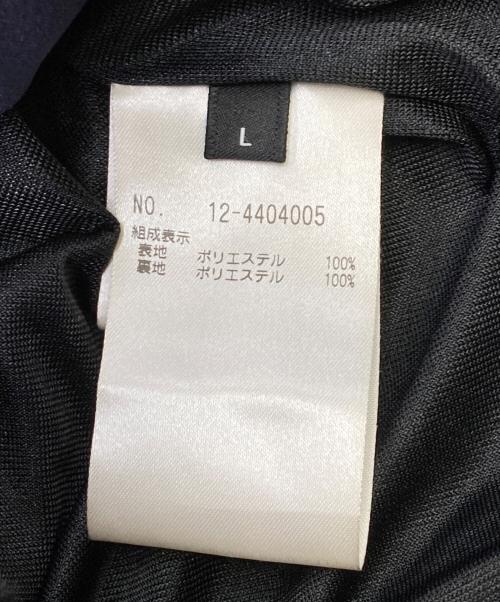 L
NO. 12-4404005
組成表示
表地 ポリエステル 100%
裏地 ポリエステル 100%